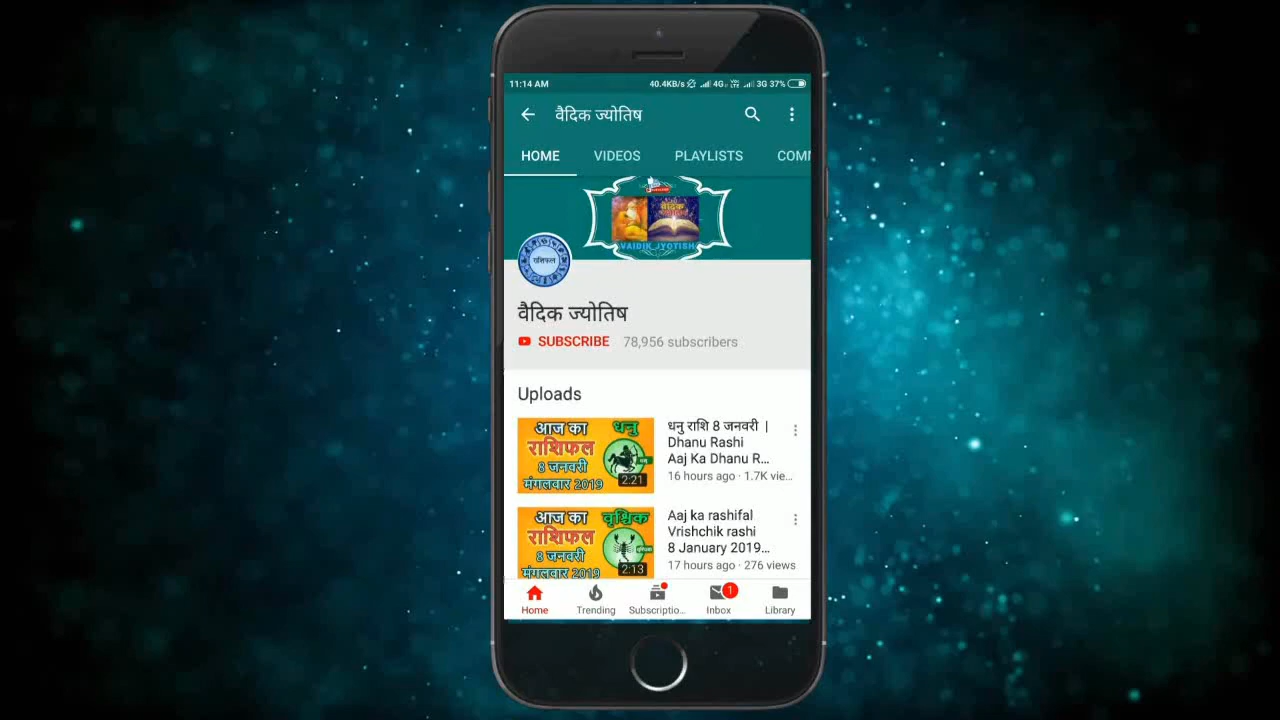 11:14 AM 40.4KB/s 4G VoLTE 3G 37%
वैदिक ज्योतिष
HOME VIDEOS PLAYLISTS COMM
वैदिक
VAIDIK JYOTISH
राशिफल
वैदिक ज्योतिष
SUBSCRIBE 78,956 subscribers
Uploads
आज का धनु
राशिफल
8 जनवरी
मंगलवार 2019
2:21
धनु राशि 8 जनवरी |
Dhanu Rashi
Aaj Ka Dhanu R...
16 hours ago · 1.7K vie...
आज का वृश्चिक
राशिफल
8 जनवरी
मंगलवार 2019
2:13
Aaj ka rashifal
Vrishchik rashi
8 January 2019...
17 hours ago · 276 views
1
Home Trending Subscriptio... Inbox Library